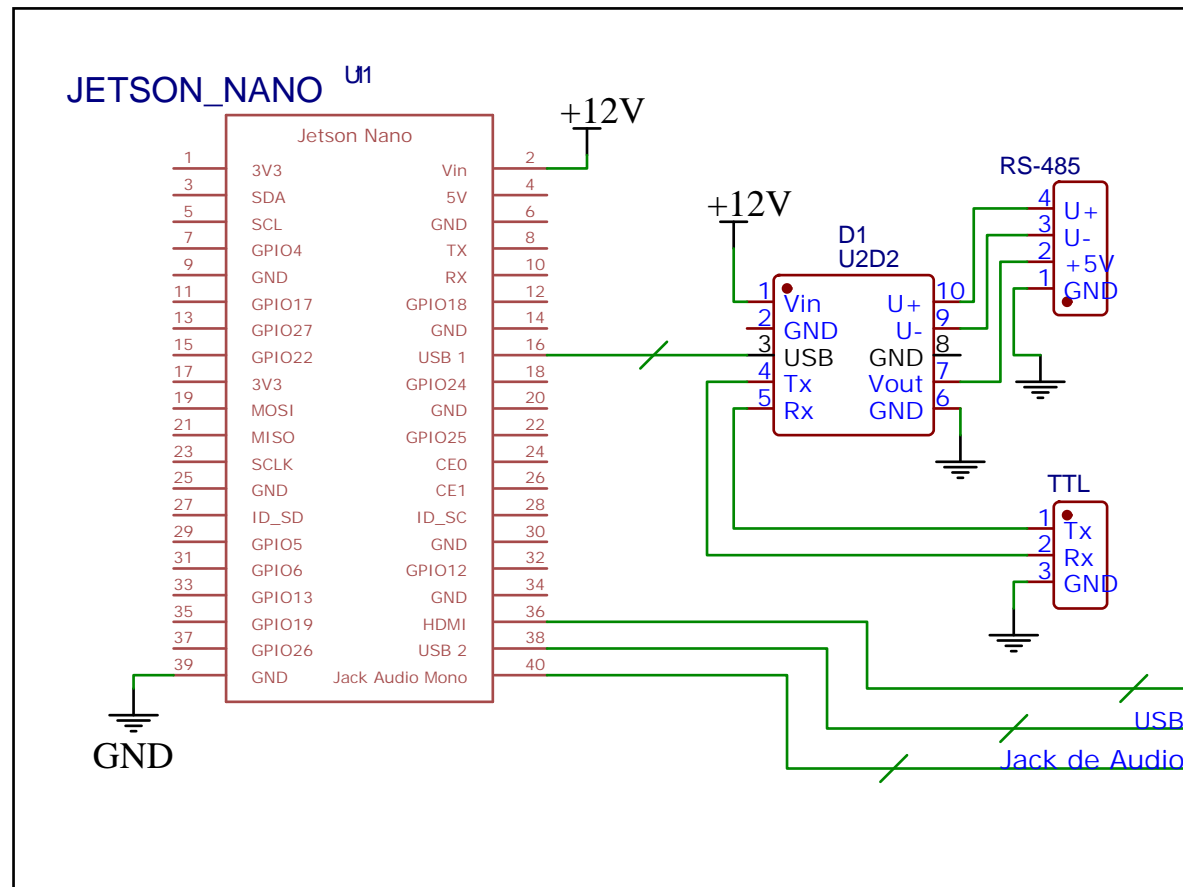 JETSON_NANO
U1
Jetson Nano
+12V
1 3V3 Vin 2
3 SDA 5V 4
5 SCL GND 6
7 GPIO4 TX 8
9 GND RX 10
11 GPIO17 GPIO18 12
13 GPIO27 GND 14
15 GPIO22 USB 1 16
17 3V3 GPIO24 18
19 MOSI GND 20
21 MISO GPIO25 22
23 SCLK CE0 24
25 GND CE1 26
27 ID_SD ID_SC 28
29 GPIO5 GND 30
31 GPIO6 GPIO12 32
33 GPIO13 GND 34
35 GPIO19 HDMI 36
37 GPIO26 USB 2 38
39 GND Jack Audio Mono 40
GND
+12V
D1
U2D2
1 Vin U+ 10
2 GND U- 9
3 USB GND 8
4 Tx Vout 7
5 Rx GND 6
RS-485
4 U+
3 U-
2 +5V
1 GND
TTL
1 Tx
2 Rx
3 GND
USB
Jack de Audio